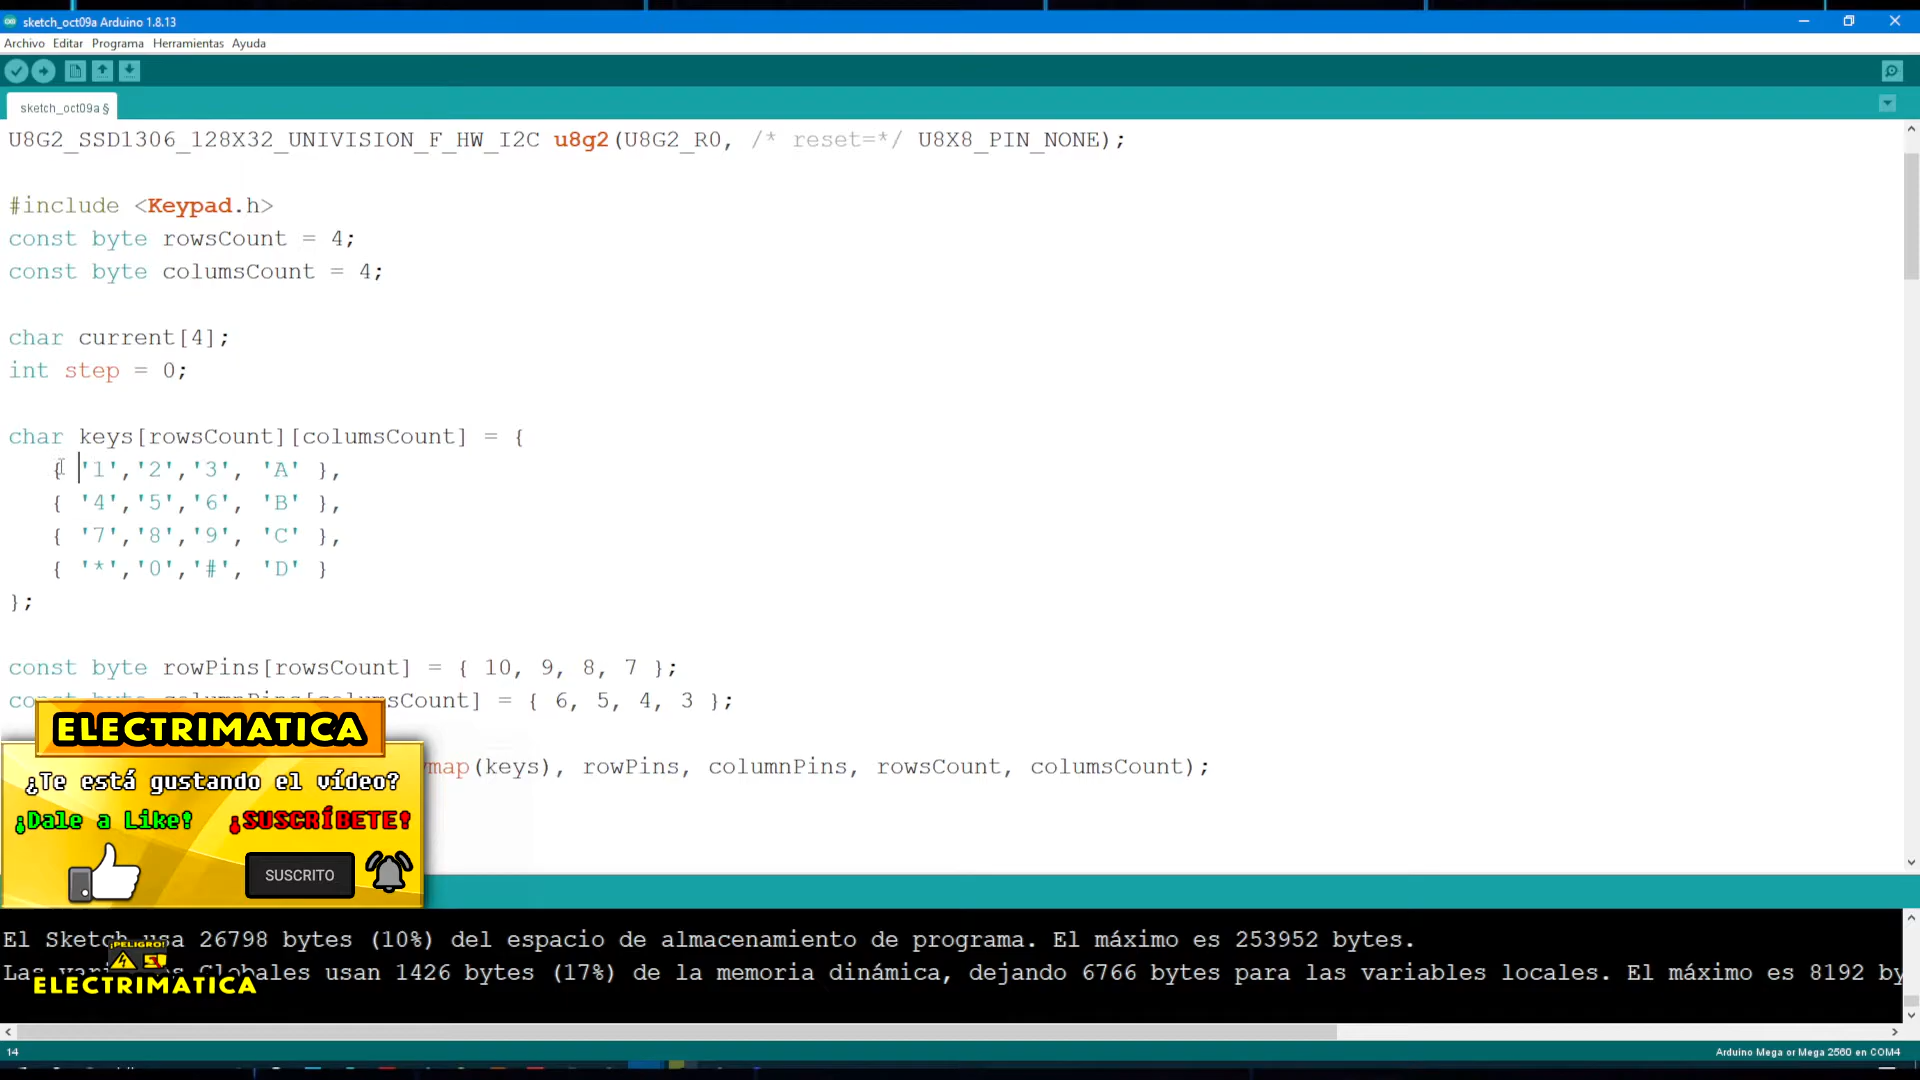 sketch_oct09a Arduino 1.8.13
Archivo Editar Programa Herramientas Ayuda
sketch_oct09a §
U8G2_SSD1306_128X32_UNIVISION_F_HW_I2C u8g2(U8G2_R0, /* reset=*/ U8X8_PIN_NONE);
#include <Keypad.h>
const byte rowsCount = 4;
const byte columsCount = 4;
char current[4];
int step = 0;
char keys[rowsCount][columsCount] = {
{ '1','2','3', 'A' },
{ '4','5','6', 'B' },
{ '7','8','9', 'C' },
{ '*','0','#', 'D' }
};
const byte rowPins[rowsCount] = { 10, 9, 8, 7 };
sCount] = { 6, 5, 4, 3 };
ymap(keys), rowPins, columnPins, rowsCount, columsCount);
ELECTRIMATICA
¿Te está gustando el vídeo?
¡Dale a Like! ¡SUSCRÍBETE!
SUSCRITO
El Sketch usa 26798 bytes (10%) del espacio de almacenamiento de programa. El máximo es 253952 bytes.
Las Globales usan 1426 bytes (17%) de la memoria dinámica, dejando 6766 bytes para las variables locales. El máximo es 8192 by
¡PELIGRO!
ELECTRIMATICA
14
Arduino Mega or Mega 2560 en COM4